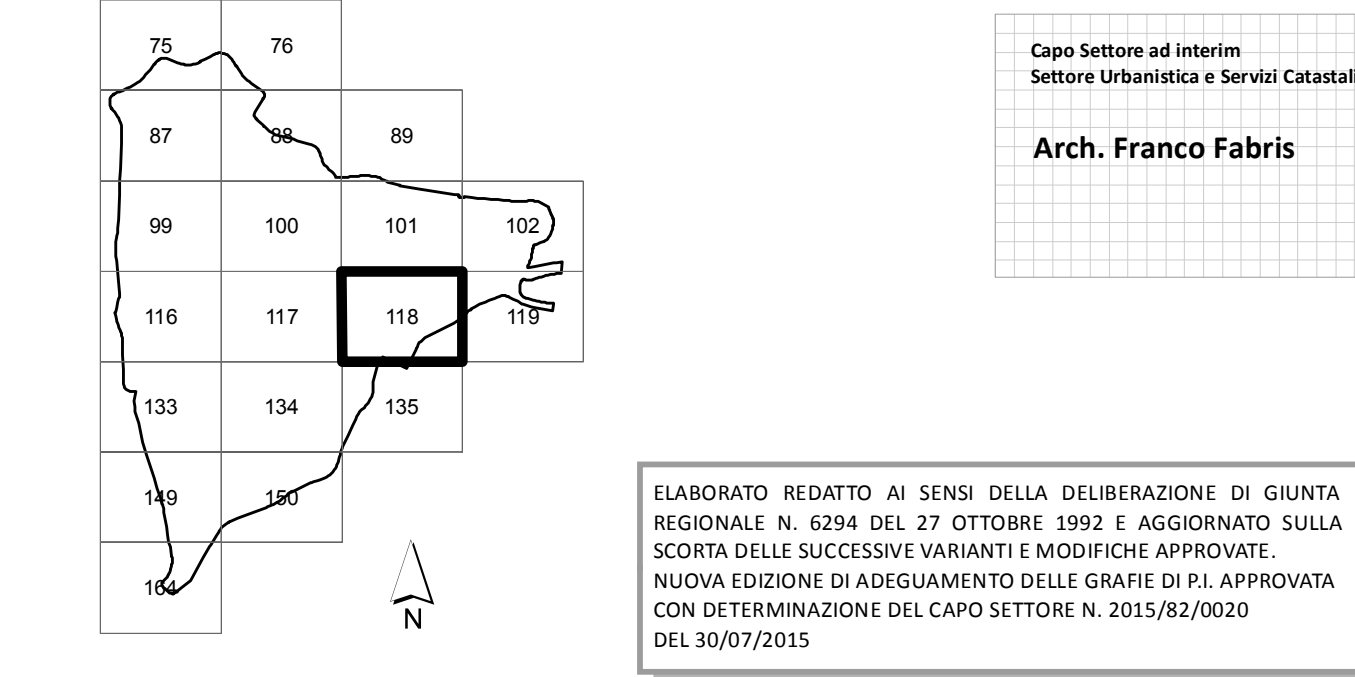 75 76
87 88 89
99 100 101 102
116 117 118 119
133 134 135
149 150
164
N
Capo Settore ad interim
Settore Urbanistica e Servizi Catastali
Arch. Franco Fabris
ELABORATO REDATTO AI SENSI DELLA DELIBERAZIONE DI GIUNTA
REGIONALE N. 6294 DEL 27 OTTOBRE 1992 E AGGIORNATO SULLA
SCORTA DELLE SUCCESSIVE VARIANTI E MODIFICHE APPROVATE.
NUOVA EDIZIONE DI ADEGUAMENTO DELLE GRAFIE DI P.I. APPROVATA
CON DETERMINAZIONE DEL CAPO SETTORE N. 2015/82/0020
DEL 30/07/2015